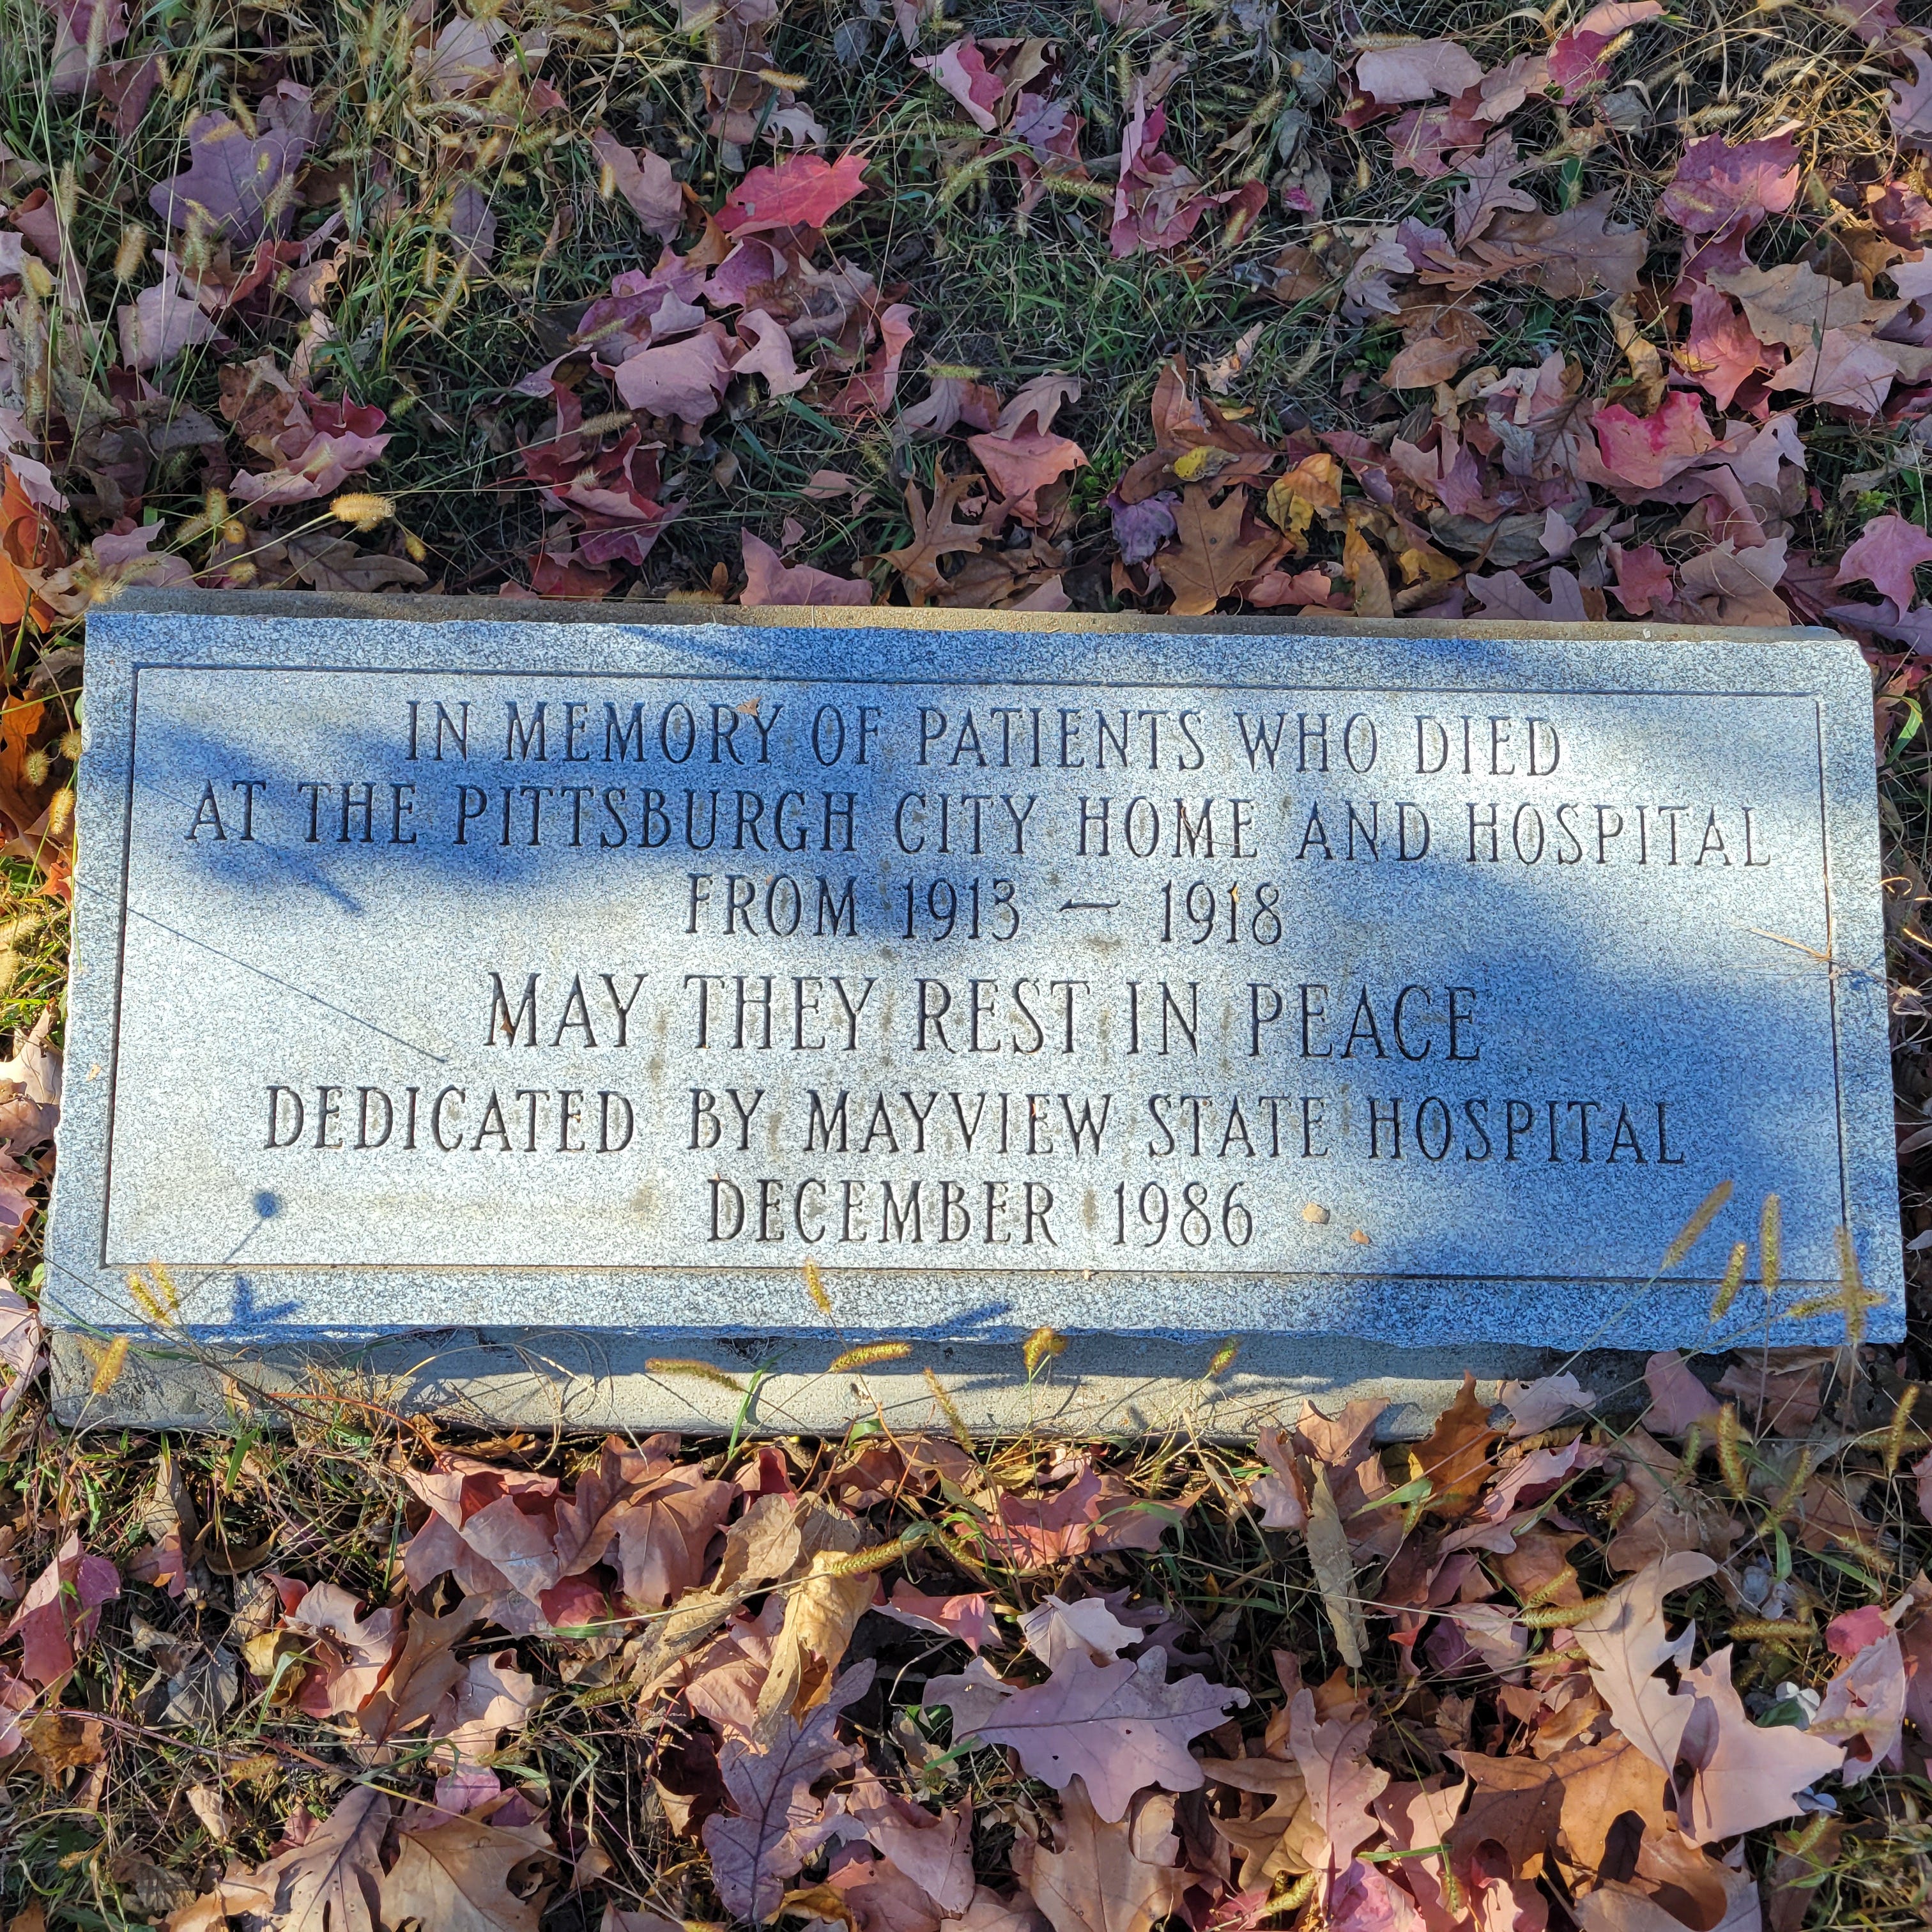 IN MEMORY OF PATIENTS WHO DIED
AT THE PITTSBURGH CITY HOME AND HOSPITAL
FROM 1913 — 1918
MAY THEY REST IN PEACE
DEDICATED BY MAYVIEW STATE HOSPITAL
DECEMBER 1986